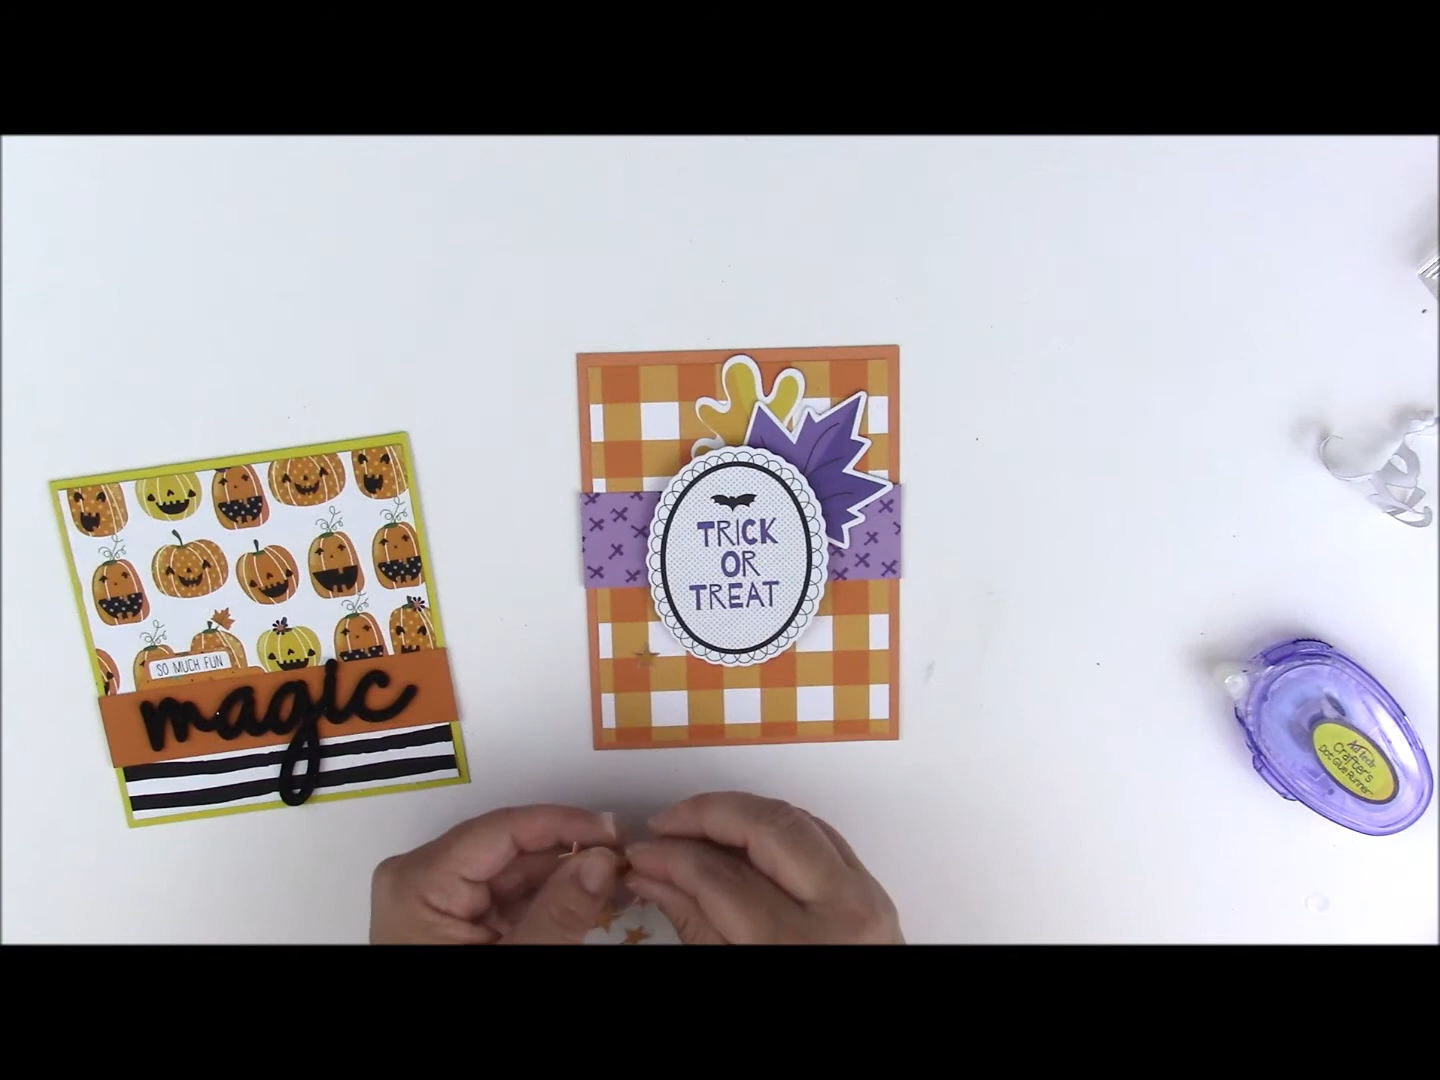 SO MUCH FUN
magic
TRICK
OR
TREAT
AdTech
Crafter's
Dot Glue Runner